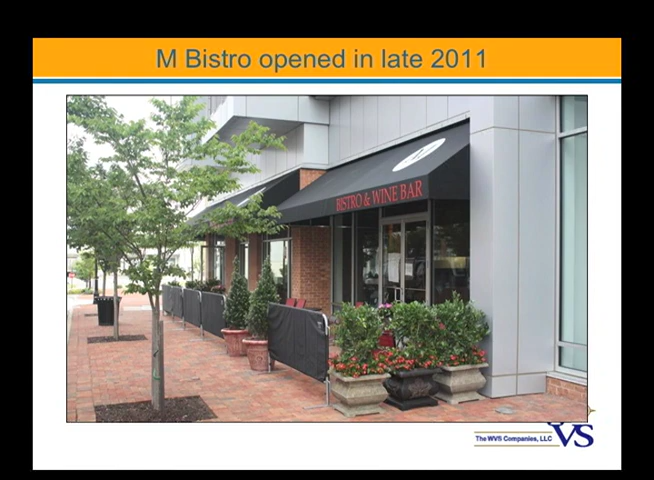 M Bistro opened in late 2011
BISTRO & WINE BAR
The WVS Companies, LLC
VS